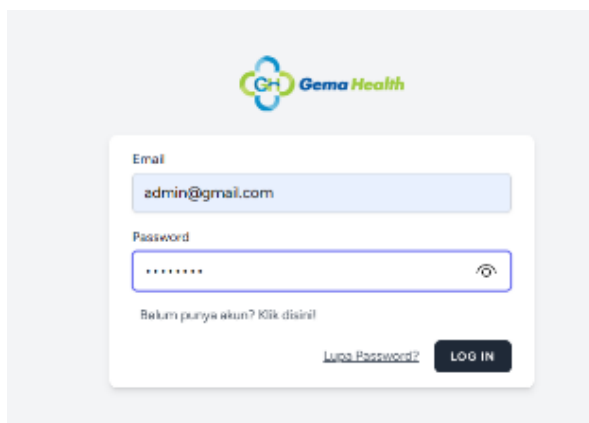 GH Gema Health
Email
admin@gmail.com
Password
••••••••
Belum punya akun? Klik disini!
Lupa Password?
LOG IN